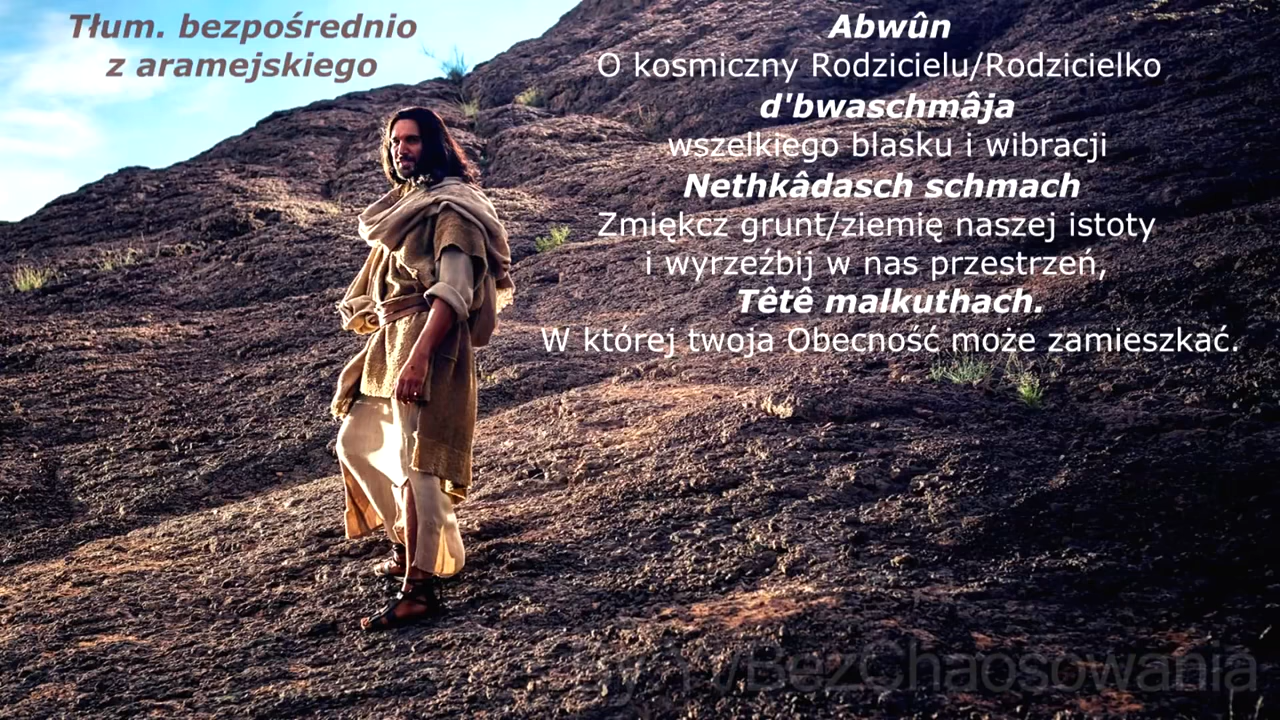 Tłum. bezpośrednio
z aramejskiego
Abwûn
O kosmiczny Rodzicielu/Rodzicielko
d'bwaschmâja
wszelkiego blasku i wibracji
Nethkâdasch schmach
Zmiękcz grunt/ziemię naszej istoty
i wyrzeźbij w nas przestrzeń,
Têtê malkuthach.
W której twoja Obecność może zamieszkać.
BezChaosowania